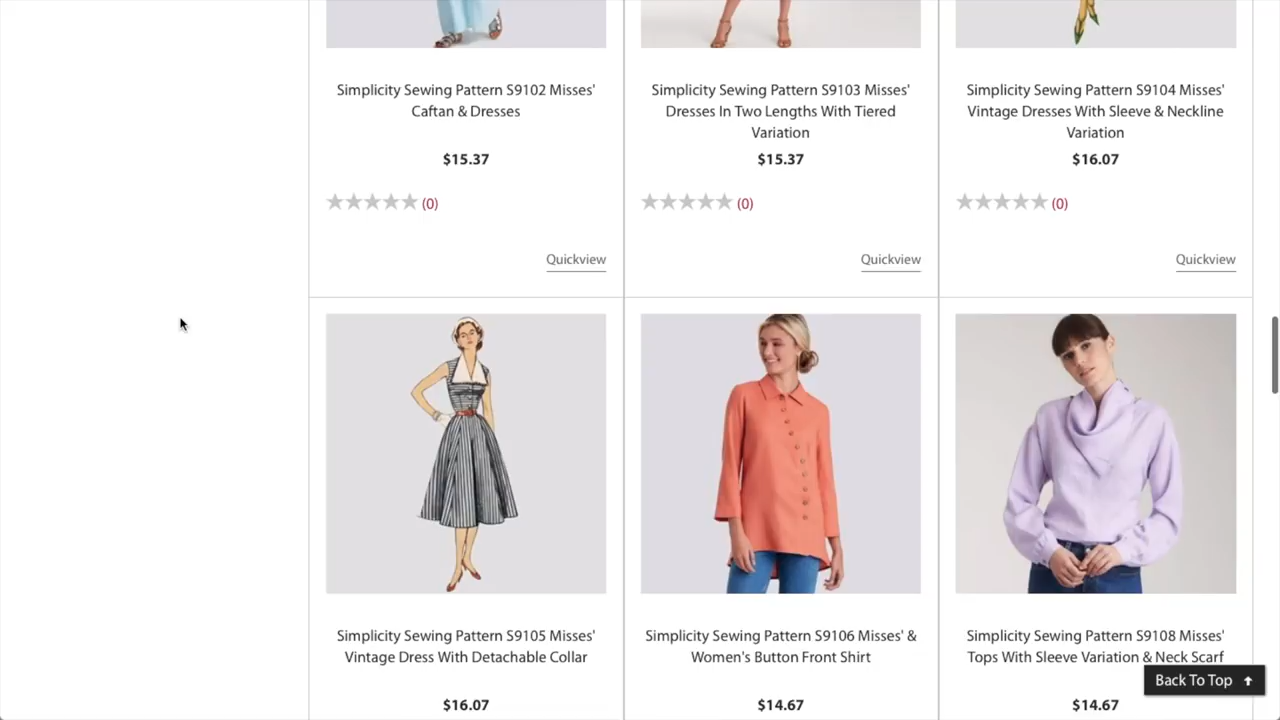 Simplicity Sewing Pattern S9102 Misses'
Caftan & Dresses
$15.37
(0)
Quickview
Simplicity Sewing Pattern S9103 Misses'
Dresses In Two Lengths With Tiered
Variation
$15.37
(0)
Quickview
Simplicity Sewing Pattern S9104 Misses'
Vintage Dresses With Sleeve & Neckline
Variation
$16.07
(0)
Quickview
Simplicity Sewing Pattern S9105 Misses'
Vintage Dress With Detachable Collar
$16.07
Simplicity Sewing Pattern S9106 Misses' &
Women's Button Front Shirt
$14.67
Simplicity Sewing Pattern S9108 Misses'
Tops With Sleeve Variation & Neck Scarf
$14.67
Back To Top